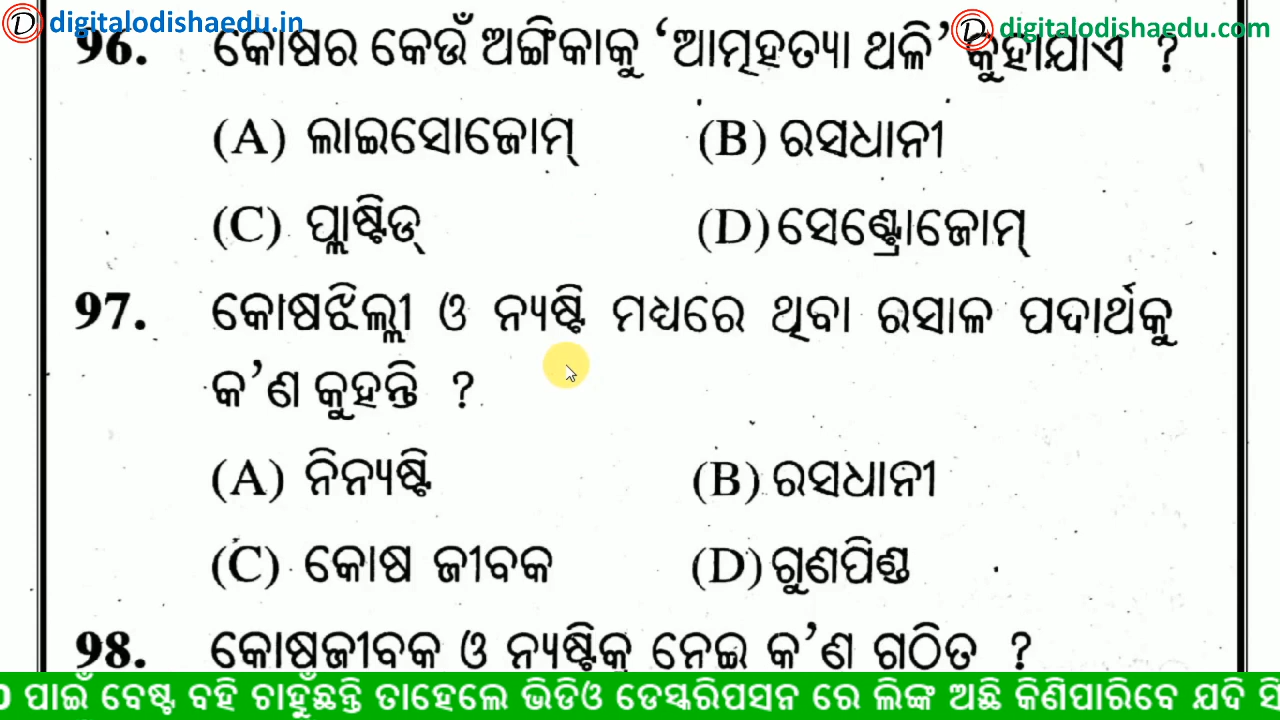 digitalodishaedu.in
digitalodishaedu.com
96. କୋଷର କେଉଁ ଅଙ୍ଗିକାକୁ ‘ଆତ୍ମହତ୍ୟା ଥଳି’ କୁହାଯାଏ ?
(A) ଲାଇସୋଜୋମ୍ (B) ରସଧାନୀ
(C) ପ୍ଲାଷ୍ଟିଡ୍ (D) ସେଣ୍ଟ୍ରୋଜୋମ୍
97. କୋଷଝିଲ୍ଲୀ ଓ ନ୍ୟଷ୍ଟି ମଧ୍ୟରେ ଥିବା ରସାଳ ପଦାର୍ଥକୁ
କ’ଣ କୁହନ୍ତି ?
(A) ନିନ୍ୟଷ୍ଟି (B) ରସଧାନୀ
(C) କୋଷ ଜୀବକ (D) ଗୁଣପିଣ୍ଡ
98. କୋଷଜୀବକ ଓ ନ୍ୟଷ୍ଟିକୁ ନେଇ କ’ଣ ଗଠିତ ?
ପାଇଁ ବେଷ୍ଟ ବହି ଚାହୁଁଛନ୍ତି ତାହେଲେ ଭିଡିଓ ଡେସ୍କରିପସନ ରେ ଲିଙ୍କ ଅଛି କିଣିପାରିବେ ଯଦି